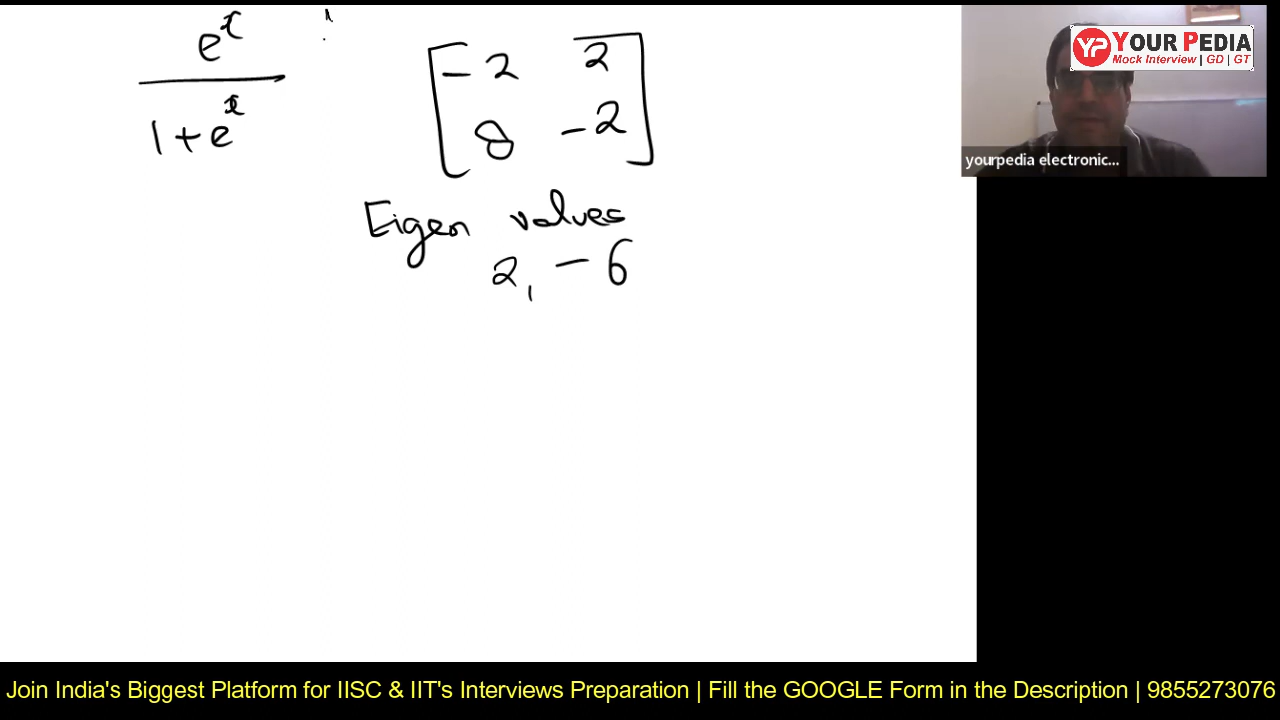 e^x
1+e^x
-2 2
8 -2
Eigen values
2, -6
YP YOUR PEDIA
Mock Interview | GD | GT
yourpedia electronic...
Join India's Biggest Platform for IISC & IIT's Interviews Preparation | Fill the GOOGLE Form in the Description | 9855273076